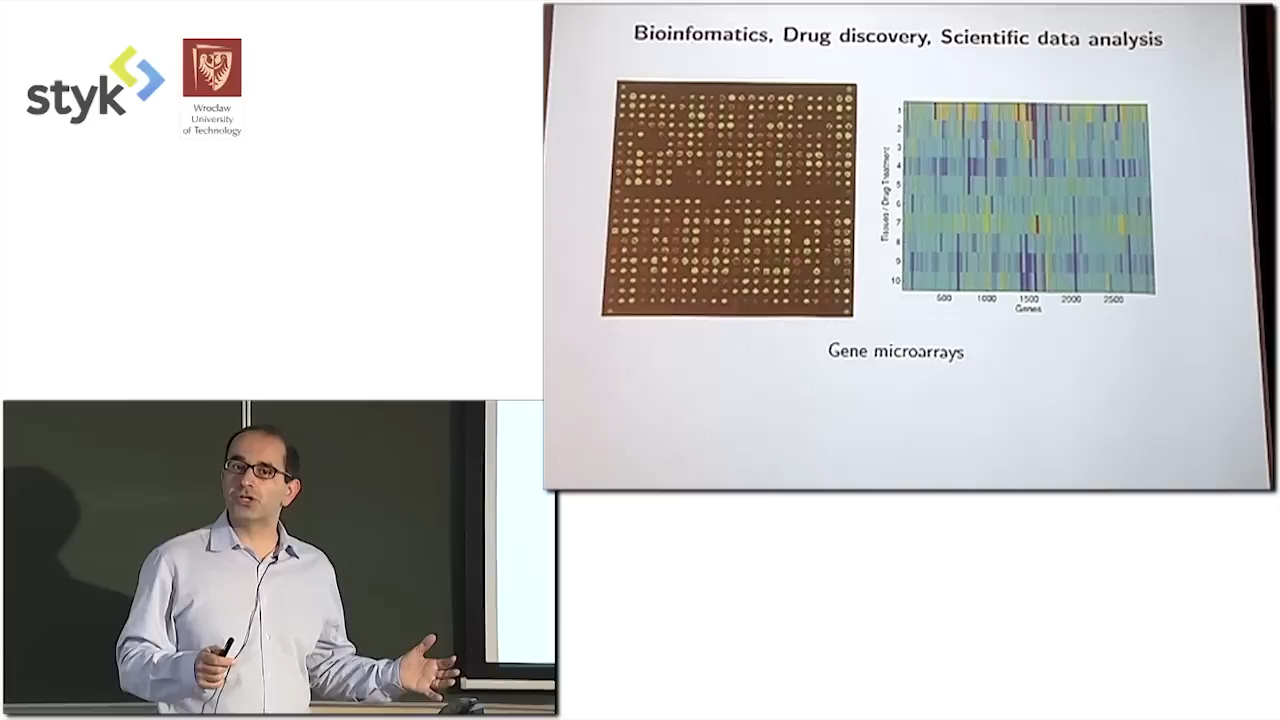 styk
Wrocław
University
of Technology
Bioinfomatics, Drug discovery, Scientific data analysis
Tissues / Drug Treatment
1
2
3
4
5
6
7
8
9
10
500 1000 1500 2000 2500
Genes
Gene microarrays